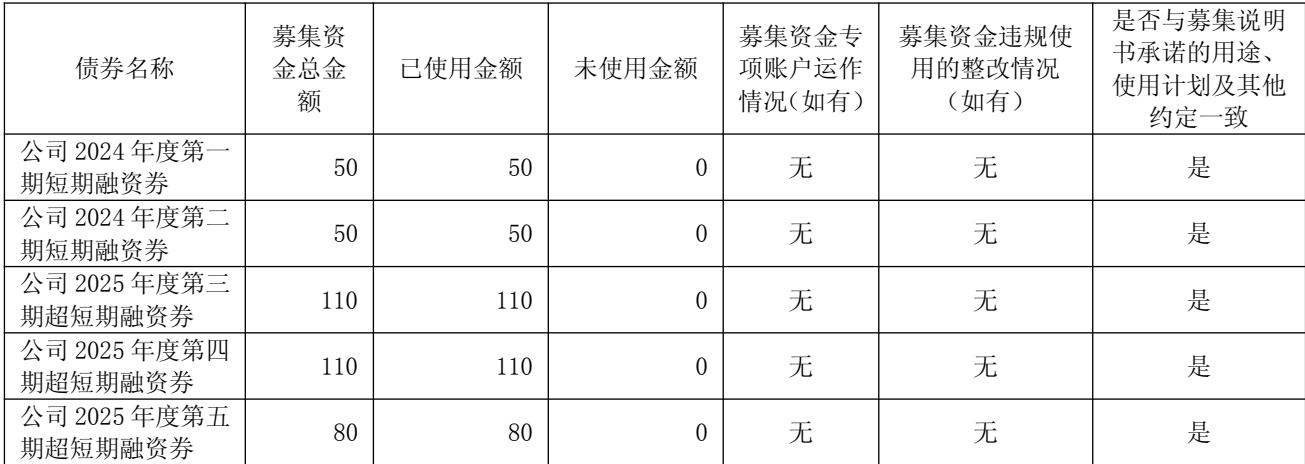 债券名称
募集资
金总金
额
已使用金额
未使用金额
募集资金专
项账户运作
情况（如有）
募集资金违规使
用的整改情况
（如有）
是否与募集说明
书承诺的用途、
使用计划及其他
约定一致
公司 2024 年度第一
期短期融资券
50
50
0
无
无
是
公司 2024 年度第二
期短期融资券
50
50
0
无
无
是
公司 2025 年度第三
期超短期融资券
110
110
0
无
无
是
公司 2025 年度第四
期超短期融资券
110
110
0
无
无
是
公司 2025 年度第五
期超短期融资券
80
80
0
无
无
是